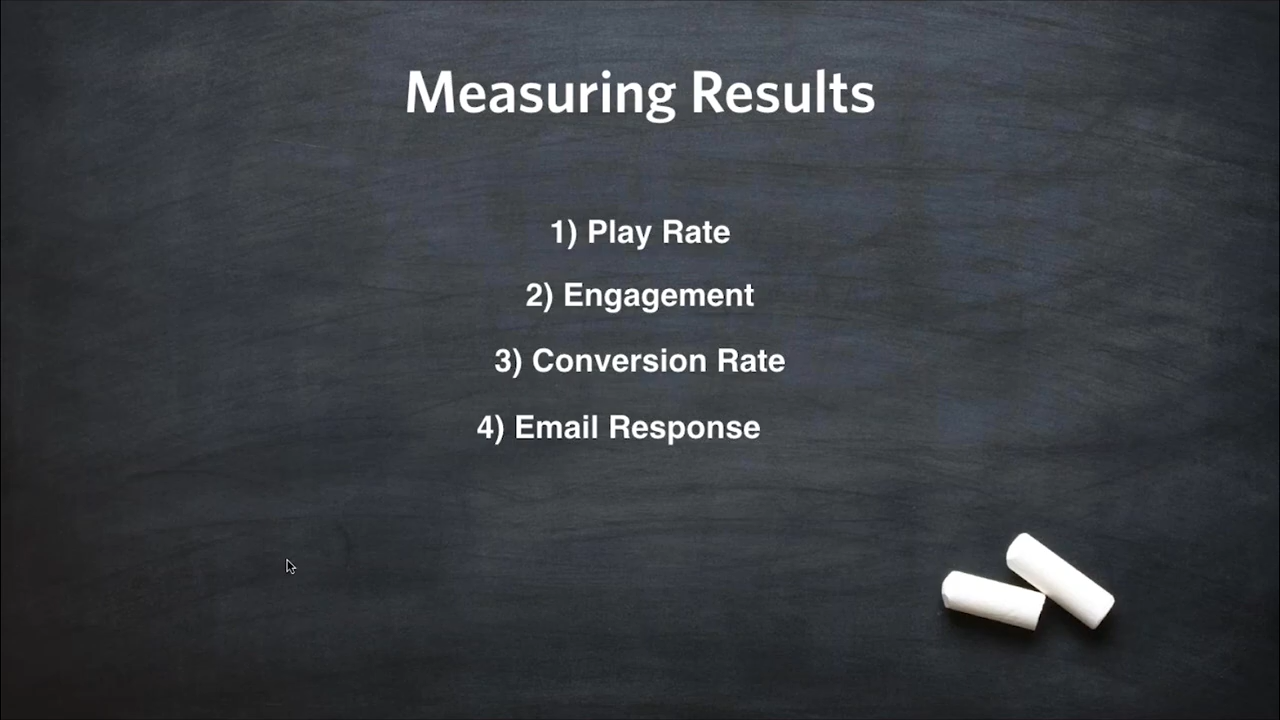 Measuring Results
1) Play Rate
2) Engagement
3) Conversion Rate
4) Email Response